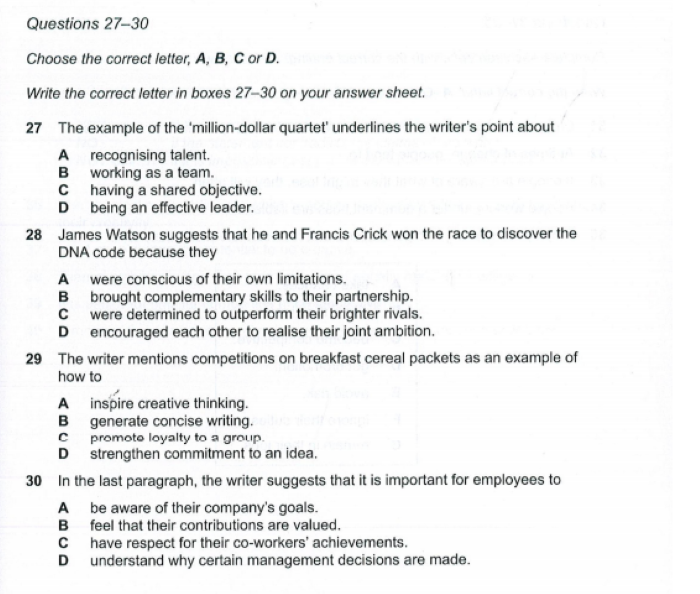 Questions 27–30
Choose the correct letter, A, B, C or D.
Write the correct letter in boxes 27–30 on your answer sheet.
27 The example of the 'million-dollar quartet' underlines the writer's point about
A recognising talent.
B working as a team.
C having a shared objective.
D being an effective leader.
28 James Watson suggests that he and Francis Crick won the race to discover the
DNA code because they
A were conscious of their own limitations.
B brought complementary skills to their partnership.
C were determined to outperform their brighter rivals.
D encouraged each other to realise their joint ambition.
29 The writer mentions competitions on breakfast cereal packets as an example of
how to
A inspire creative thinking.
B generate concise writing.
C promote loyalty to a group.
D strengthen commitment to an idea.
30 In the last paragraph, the writer suggests that it is important for employees to
A be aware of their company's goals.
B feel that their contributions are valued.
C have respect for their co-workers' achievements.
D understand why certain management decisions are made.